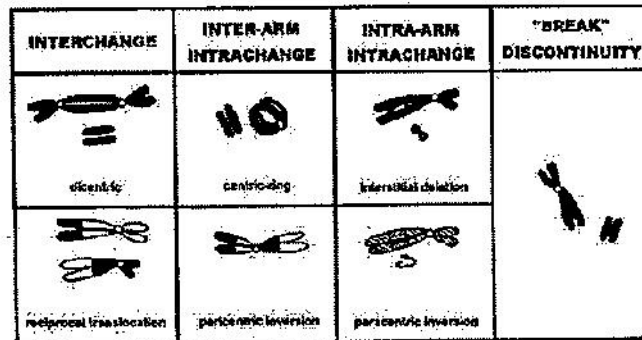 INTERCHANGE
INTER-ARM
INTRACHANGE
INTRA-ARM
INTRACHANGE
"BREAK"
DISCONTINUITY
dicentric
centric-ring
interstitial deletion
reciprocal translocation
pericentric inversion
paracentric inversion